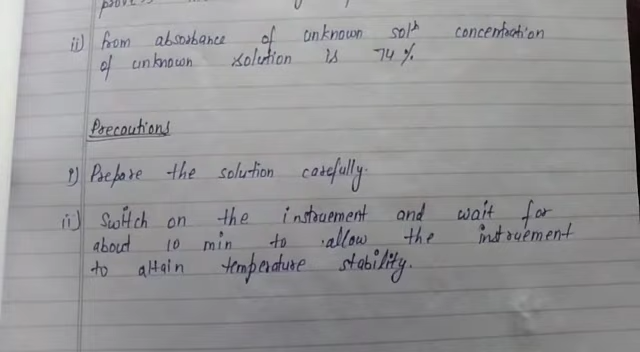 ii) from absorbance of unknown solⁿ concentration
of unknown solution is 74 %.
Precautions
i) Prepare the solution carefully.
ii) Switch on the instruement and wait for
about 10 min to allow the instruement
to attain temperature stability.